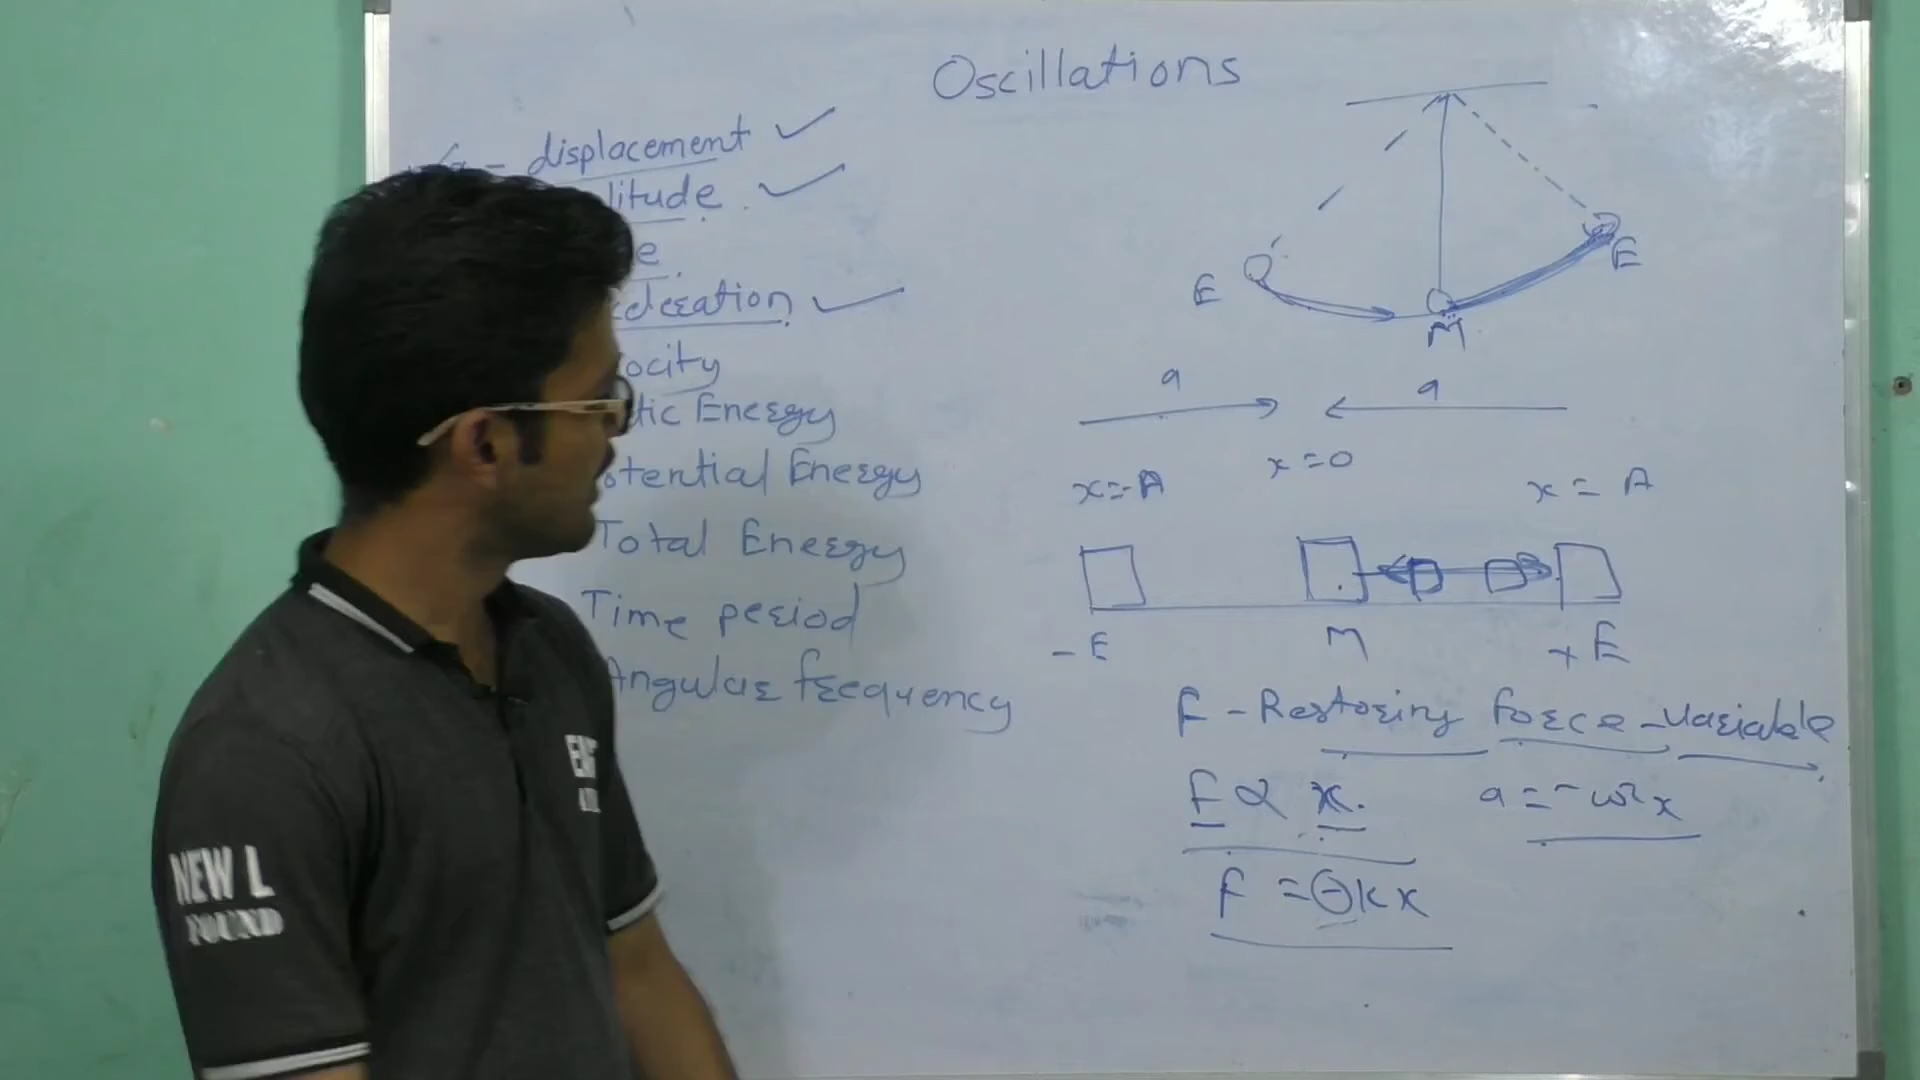 Oscillations
displacement
litude
e
celeration
ocity
tic Energy
otential Energy
Total Energy
Time period
Angular frequency
E
M
E
a
a
x=-A
x=0
x = A
-E
M
+E
F - Restoring force - Variable
F ∝ x.
a = -ω²x
F = -kx
NEW L
FOUND